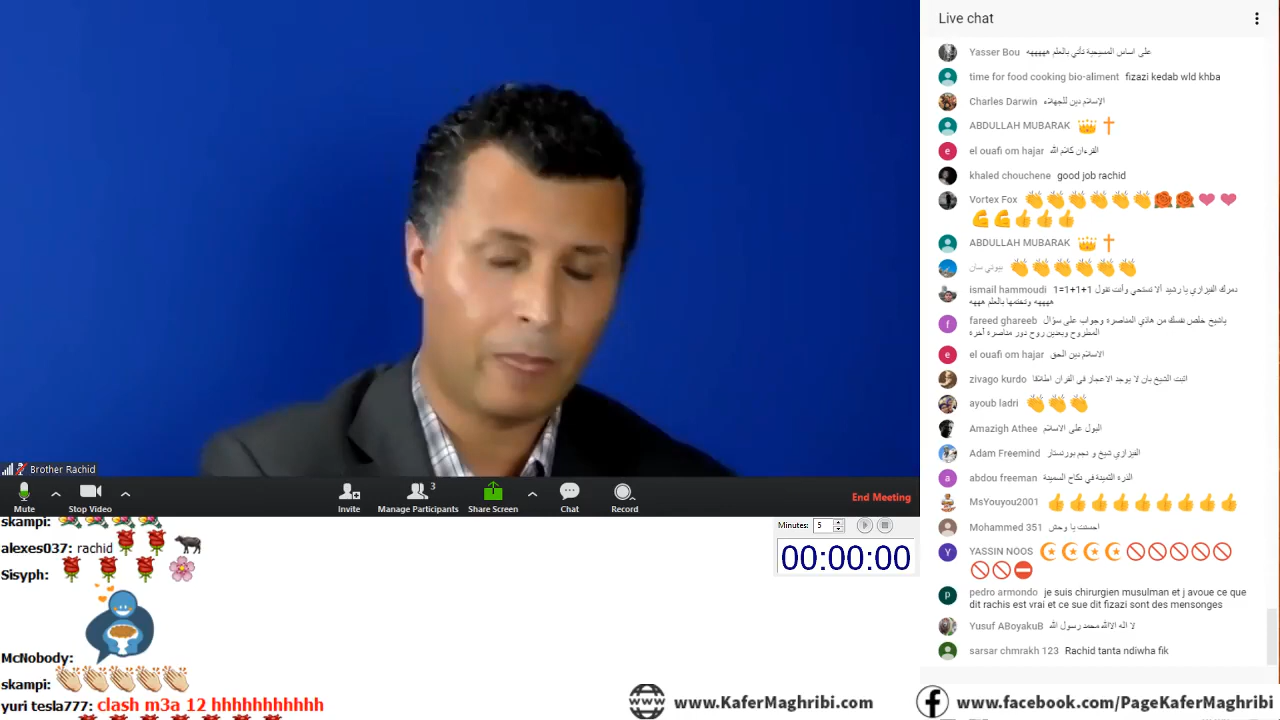 Brother Rachid
Mute
Stop Video
Invite
3
Manage Participants
Share Screen
Chat
Record
End Meeting
skampi:
alexes037: rachid
Sisyph:
McNobody:
skampi:
yuri tesla777: clash m3a 12 hhhhhhhhhhh
Minutes: 5
00:00:00
Live chat
Yasser Bou على اساس المسيحية تأتي بالعلم ههههه
time for food cooking bio-aliment fizazi kedab wld khba
Charles Darwin الإسلام دين للجهلاء
ABDULLAH MUBARAK
e el ouafi om hajar القرءان كلام الله
khaled chouchene good job rachid
Vortex Fox
ABDULLAH MUBARAK
بيوتي سان
ismail hammoudi دمرك الفيزازي يا رشيد ألا تستحي وأنت تقول 1+1+1=1
هههه وتختمها بالعلم هههه
f fareed ghareeb ياشيخ خلص نفسك من هاذي المناصره وجواب على سؤال
المطروح وبعدين روح دور مناصرة أخرة
e el ouafi om hajar الاسلام دين الحق
zivago kurdo اثبت الشيخ بان لا يوجد الاعجاز في القران اطلاقا
ayoub ladri
Amazigh Athee البول على الاسلام
Adam Freemind الفيزازي شيخ و نجم بورنستار
a abdou freeman الذره الثمينة في نكاح السمينة
MsYouyou2001
Mohammed 351 احسنت يا وحش
Y YASSIN NOOS
p pedro armondo je suis chirurgien musulman et j avoue ce que
dit rachis est vrai et ce sue dit fizazi sont des mensonges
Yusuf ABoyakuB لا اله الاالله محمد رسول الله
sarsar chmrakh 123 Rachid tanta ndiwha fik
www.KaferMaghribi.com
www.facebook.com/PageKaferMaghribi